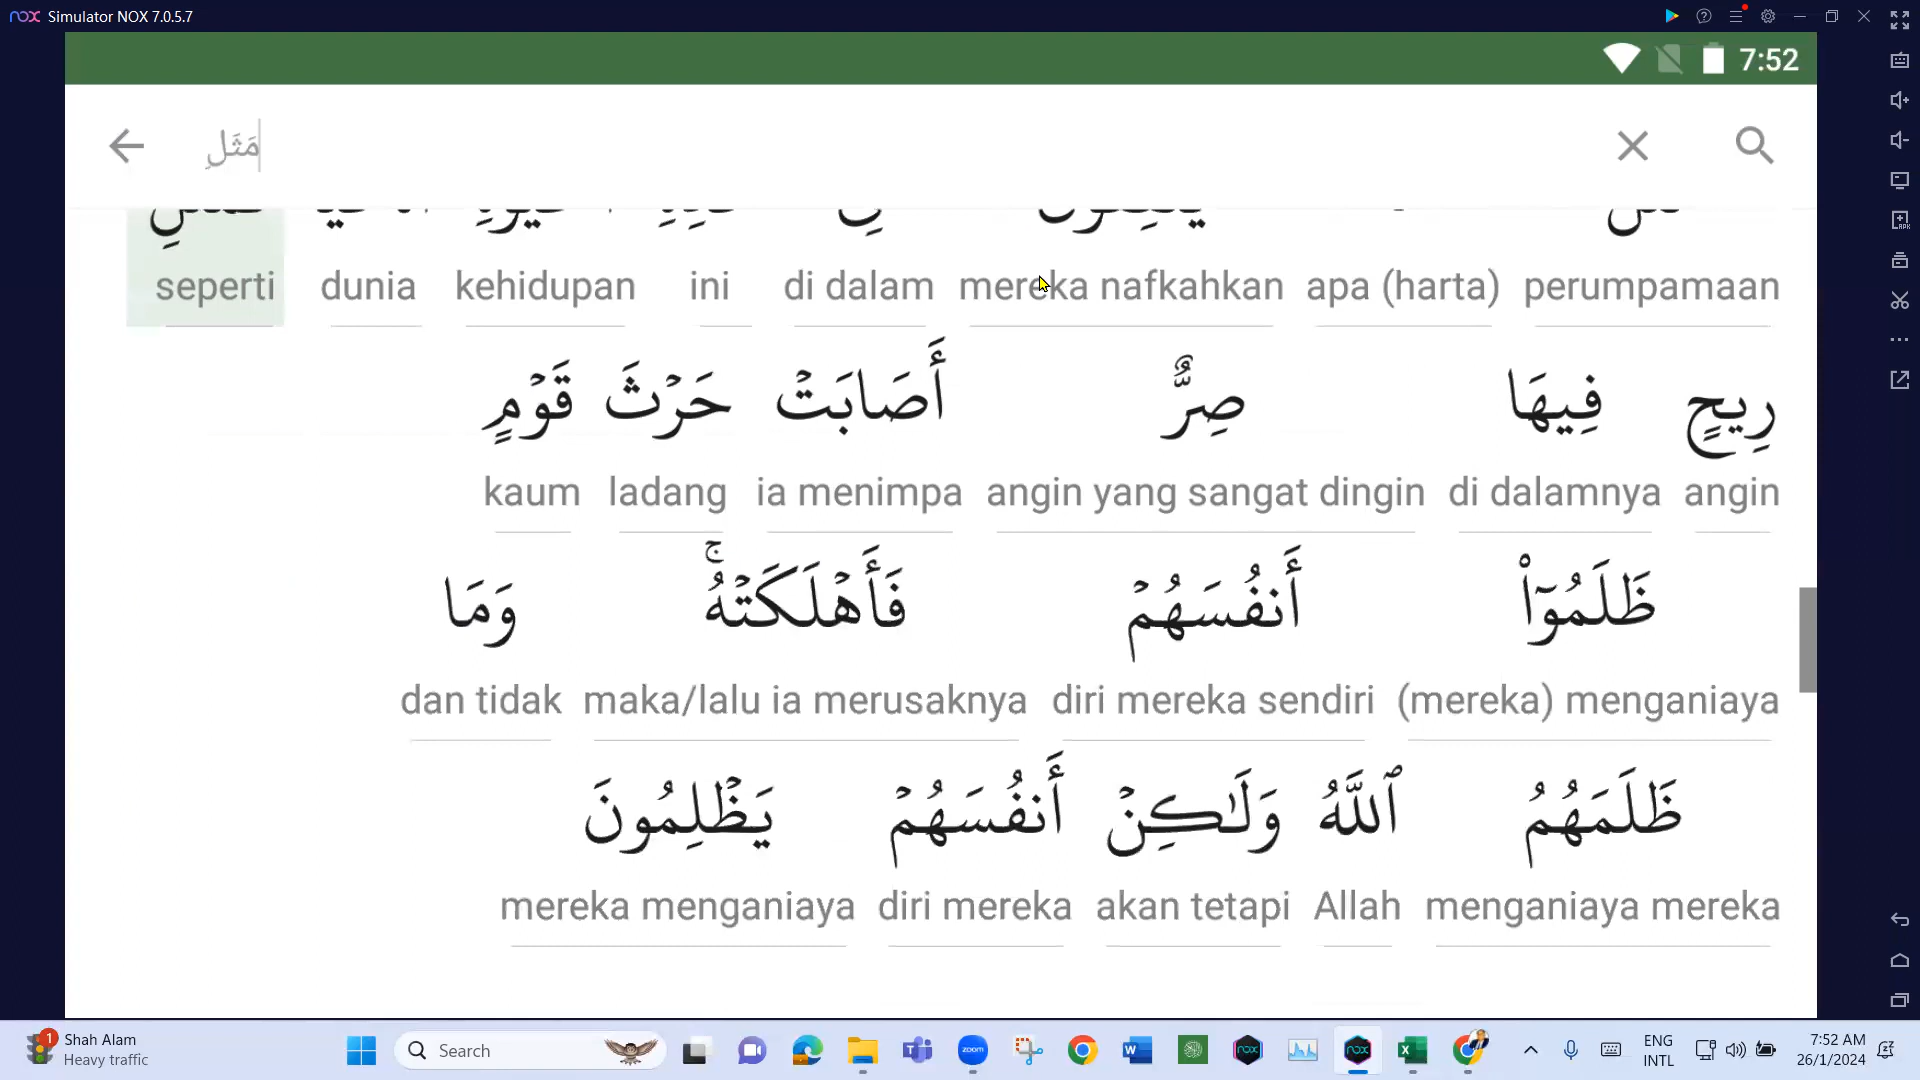 nox Simulator NOX 7.0.5.7
7:52
مَثَلِ
perumpamaan apa (harta) mereka nafkahkan di dalam ini kehidupan dunia seperti
رِيحٍ فِيهَا صِرٌّ أَصَابَتْ حَرْثَ قَوْمٍ
angin di dalamnya angin yang sangat dingin ia menimpa ladang kaum
ظَلَمُوٓا۟ أَنفُسَهُمْ فَأَهْلَكَتْهُ ۚ وَمَا
(mereka) menganiaya diri mereka sendiri maka/lalu ia merusaknya dan tidak
ظَلَمَهُمُ ٱللَّهُ وَلَـٰكِنْ أَنفُسَهُمْ يَظْلِمُونَ
menganiaya mereka Allah akan tetapi diri mereka mereka menganiaya
1 Shah Alam
Heavy traffic
Search
zoom
ENG
INTL
7:52 AM
26/1/2024